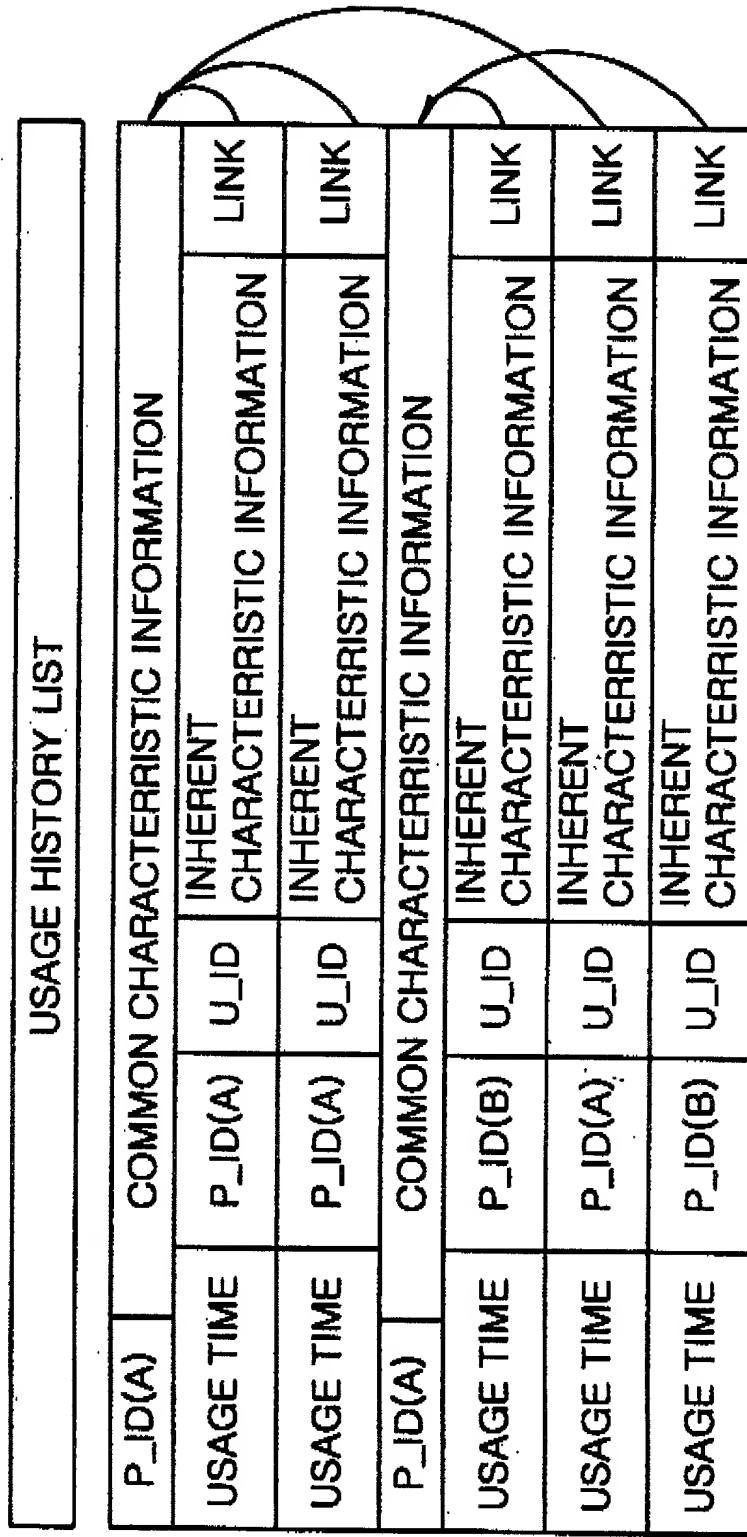 USAGE HISTORY LIST
P_ID(A) COMMON CHARACTERRISTIC INFORMATION
USAGE TIME P_ID(A) U_ID INHERENT
CHARACTERRISTIC INFORMATION LINK
USAGE TIME P_ID(A) U_ID INHERENT
CHARACTERRISTIC INFORMATION LINK
P_ID(A) COMMON CHARACTERRISTIC INFORMATION
USAGE TIME P_ID(B) U_ID INHERENT
CHARACTERRISTIC INFORMATION LINK
USAGE TIME P_ID(A) U_ID INHERENT
CHARACTERRISTIC INFORMATION LINK
USAGE TIME P_ID(B) U_ID INHERENT
CHARACTERRISTIC INFORMATION LINK